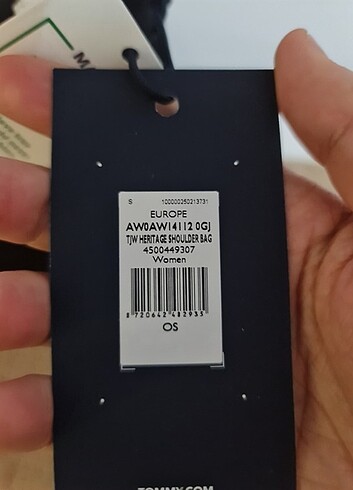 S 100000250213731
EUROPE
AW0AW14112 0GJ
TJW HERITAGE SHOULDER BAG
4500449307
Women
8 720642 482935
OS
TOMMY.COM